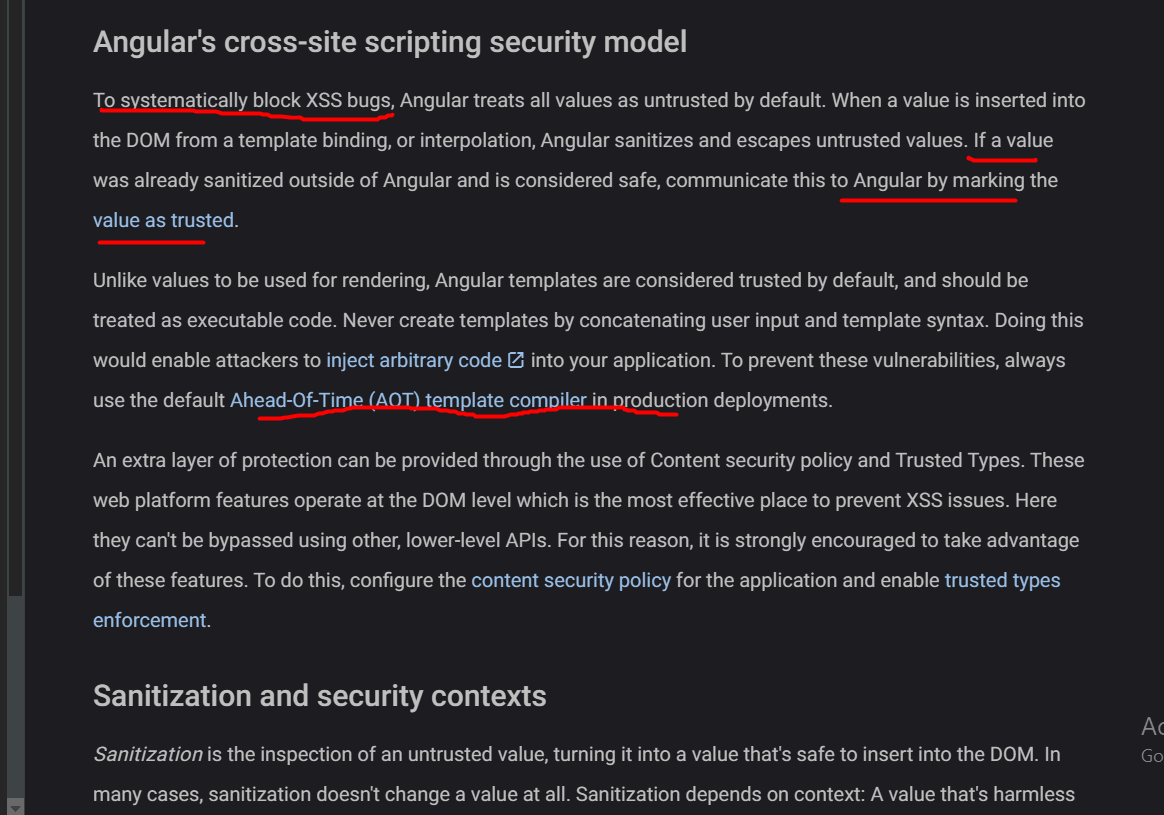 Angular's cross-site scripting security model
To systematically block XSS bugs, Angular treats all values as untrusted by default. When a value is inserted into
the DOM from a template binding, or interpolation, Angular sanitizes and escapes untrusted values. If a value
was already sanitized outside of Angular and is considered safe, communicate this to Angular by marking the
value as trusted.
Unlike values to be used for rendering, Angular templates are considered trusted by default, and should be
treated as executable code. Never create templates by concatenating user input and template syntax. Doing this
would enable attackers to inject arbitrary code into your application. To prevent these vulnerabilities, always
use the default Ahead-Of-Time (AOT) template compiler in production deployments.
An extra layer of protection can be provided through the use of Content security policy and Trusted Types. These
web platform features operate at the DOM level which is the most effective place to prevent XSS issues. Here
they can't be bypassed using other, lower-level APIs. For this reason, it is strongly encouraged to take advantage
of these features. To do this, configure the content security policy for the application and enable trusted types
enforcement.
Sanitization and security contexts
Sanitization is the inspection of an untrusted value, turning it into a value that's safe to insert into the DOM. In
many cases, sanitization doesn't change a value at all. Sanitization depends on context: A value that's harmless